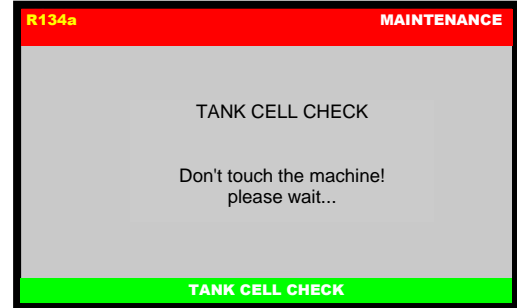 R134a MAINTENANCE
TANK CELL CHECK
Don't touch the machine!
please wait...
TANK CELL CHECK